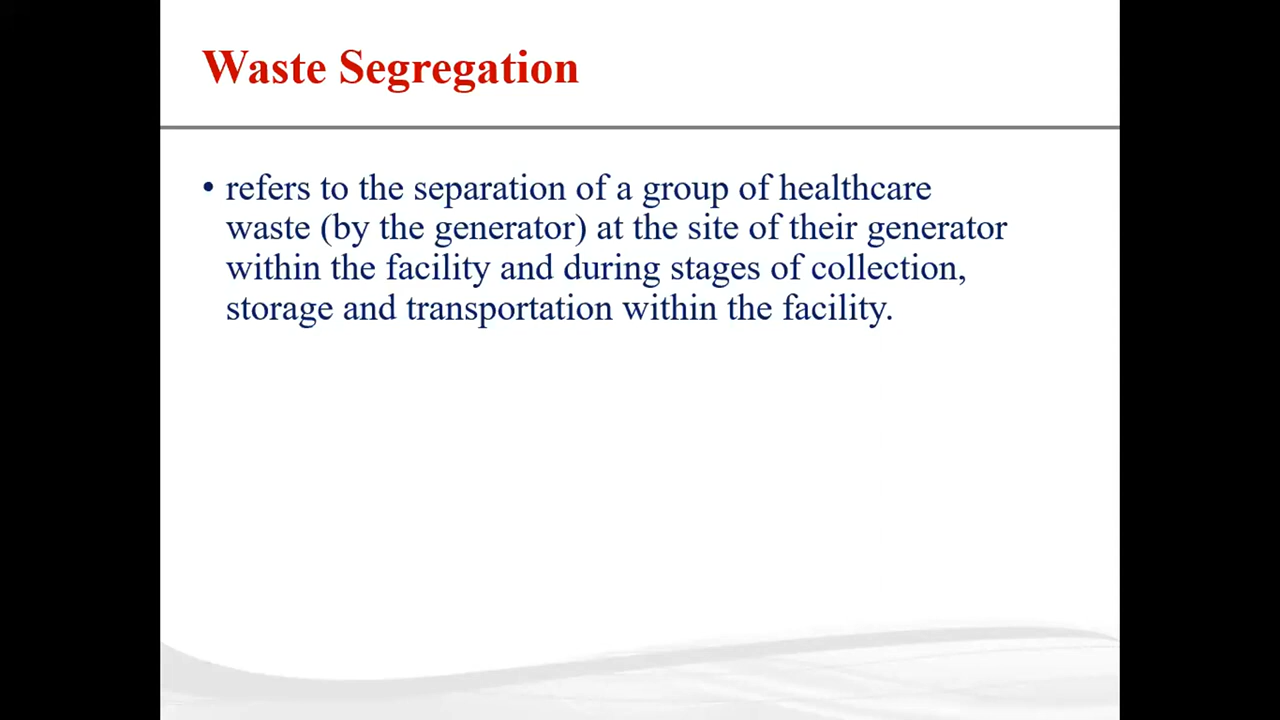 Waste Segregation
• refers to the separation of a group of healthcare
waste (by the generator) at the site of their generator
within the facility and during stages of collection,
storage and transportation within the facility.